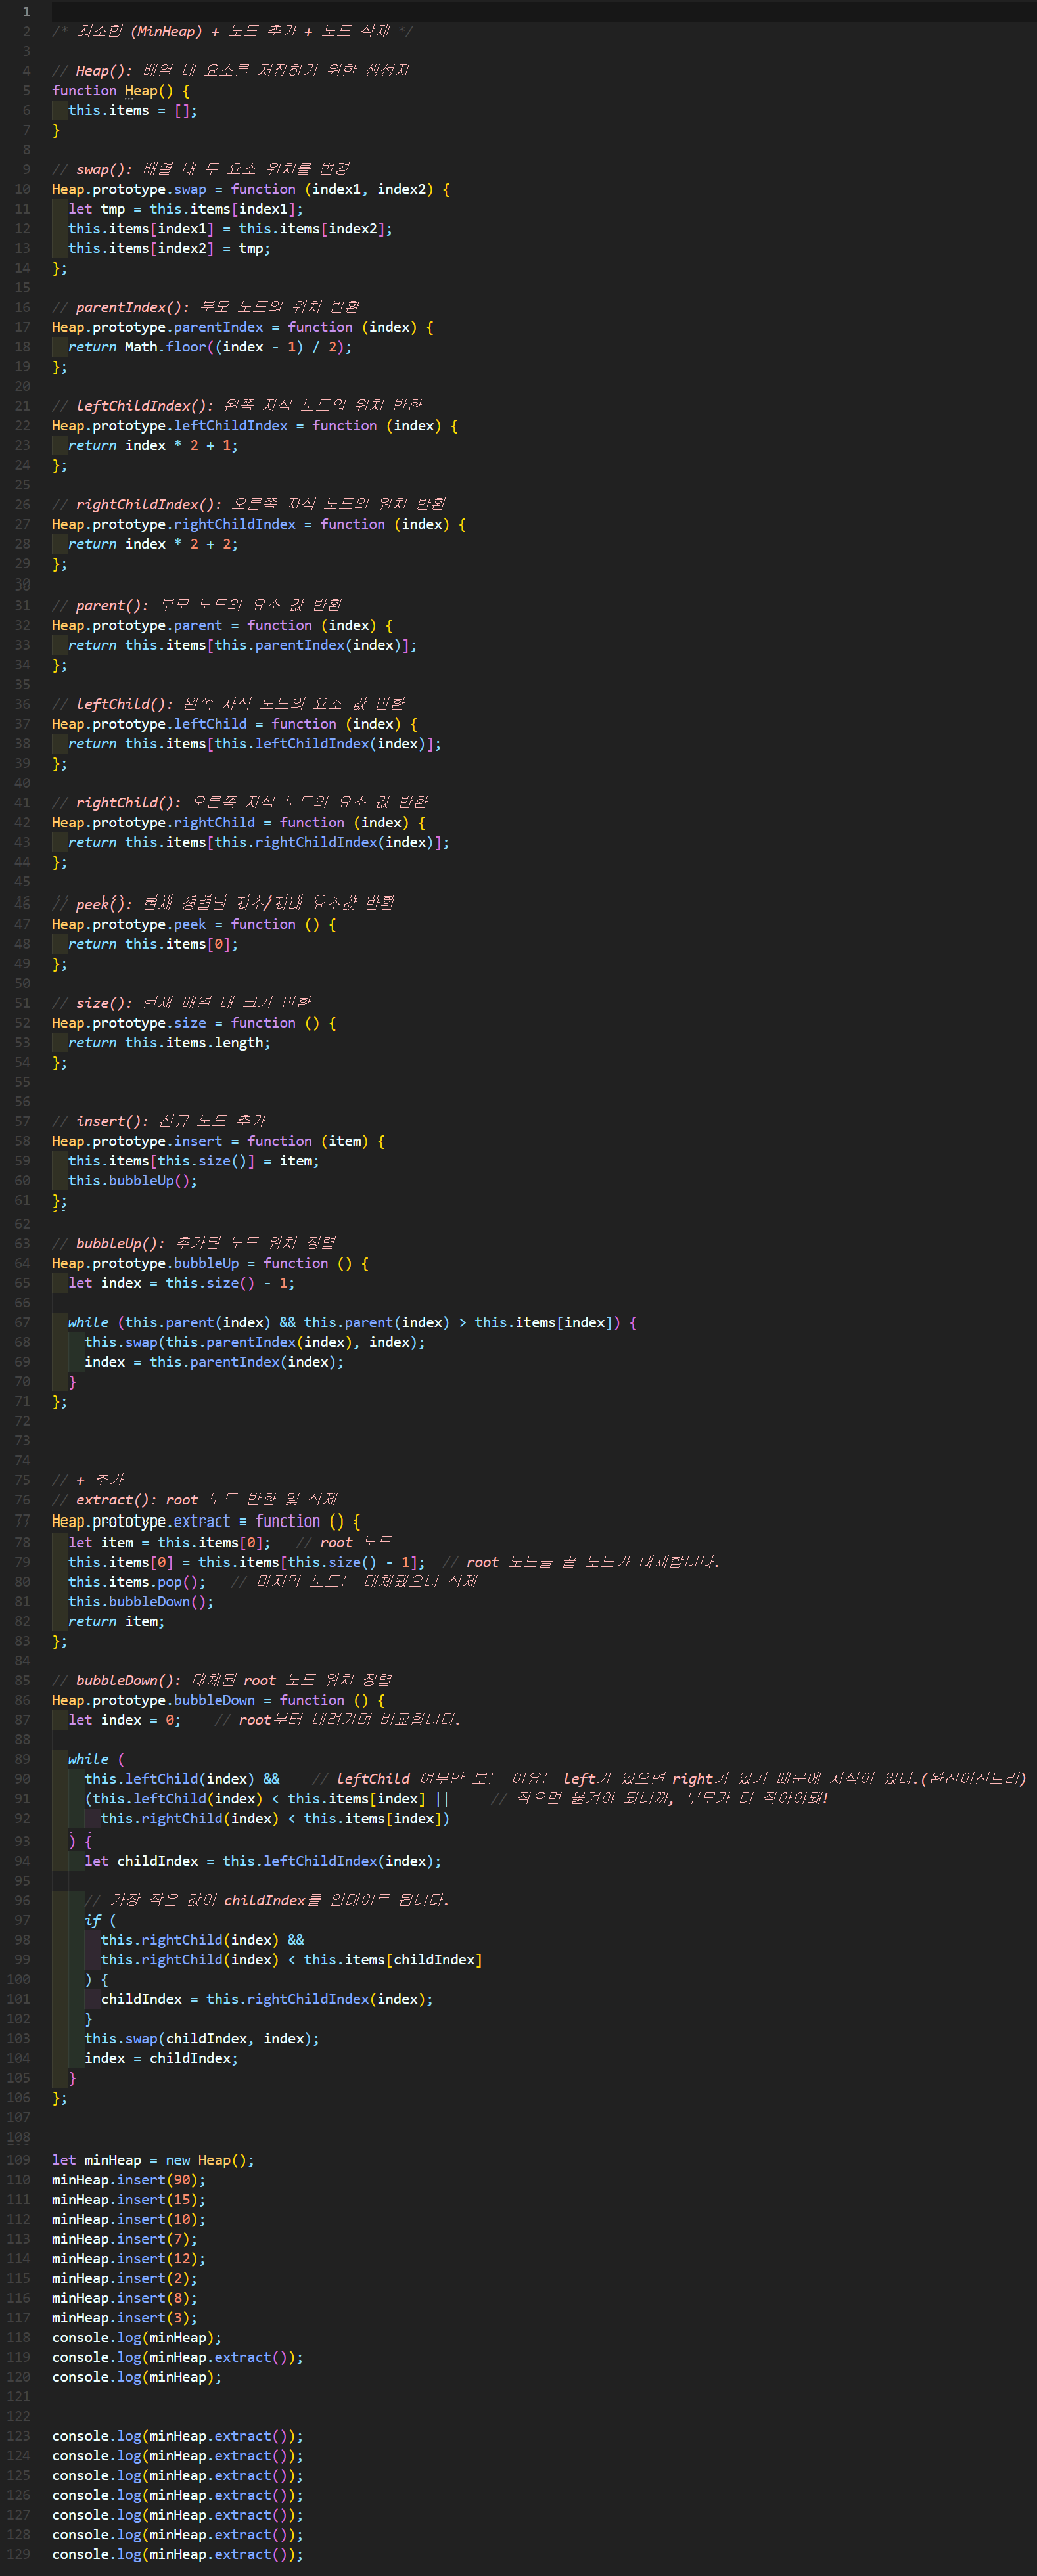 1
2 /* 최소힙 (MinHeap) + 노드 추가 + 노드 삭제 */
3
4 // Heap(): 배열 내 요소를 저장하기 위한 생성자
5 function Heap() {
6   this.items = [];
7 }
8
9 // swap(): 배열 내 두 요소 위치를 변경
10 Heap.prototype.swap = function (index1, index2) {
11   let tmp = this.items[index1];
12   this.items[index1] = this.items[index2];
13   this.items[index2] = tmp;
14 };
15
16 // parentIndex(): 부모 노드의 위치 반환
17 Heap.prototype.parentIndex = function (index) {
18   return Math.floor((index - 1) / 2);
19 };
20
21 // leftChildIndex(): 왼쪽 자식 노드의 위치 반환
22 Heap.prototype.leftChildIndex = function (index) {
23   return index * 2 + 1;
24 };
25
26 // rightChildIndex(): 오른쪽 자식 노드의 위치 반환
27 Heap.prototype.rightChildIndex = function (index) {
28   return index * 2 + 2;
29 };
30
31 // parent(): 부모 노드의 요소 값 반환
32 Heap.prototype.parent = function (index) {
33   return this.items[this.parentIndex(index)];
34 };
35
36 // leftChild(): 왼쪽 자식 노드의 요소 값 반환
37 Heap.prototype.leftChild = function (index) {
38   return this.items[this.leftChildIndex(index)];
39 };
40
41 // rightChild(): 오른쪽 자식 노드의 요소 값 반환
42 Heap.prototype.rightChild = function (index) {
43   return this.items[this.rightChildIndex(index)];
44 };
45
46 // peek(): 현재 정렬된 최소/최대 요소값 반환
47 Heap.prototype.peek = function () {
48   return this.items[0];
49 };
50
51 // size(): 현재 배열 내 크기 반환
52 Heap.prototype.size = function () {
53   return this.items.length;
54 };
55
56
57 // insert(): 신규 노드 추가
58 Heap.prototype.insert = function (item) {
59   this.items[this.size()] = item;
60   this.bubbleUp();
61 };
62
63 // bubbleUp(): 추가된 노드 위치 정렬
64 Heap.prototype.bubbleUp = function () {
65   let index = this.size() - 1;
66
67   while (this.parent(index) && this.parent(index) > this.items[index]) {
68     this.swap(this.parentIndex(index), index);
69     index = this.parentIndex(index);
70   }
71 };
72
73
74
75 // + 추가
76 // extract(): root 노드 반환 및 삭제
77 Heap.prototype.extract = function () {
78   let item = this.items[0];   // root 노드
79   this.items[0] = this.items[this.size() - 1];  // root 노드를 끝 노드가 대체합니다.
80   this.items.pop();   // 마지막 노드는 대체됐으니 삭제
81   this.bubbleDown();
82   return item;
83 };
84
85 // bubbleDown(): 대체된 root 노드 위치 정렬
86 Heap.prototype.bubbleDown = function () {
87   let index = 0;    // root부터 내려가며 비교합니다.
88
89   while (
90     this.leftChild(index) &&    // leftChild 여부만 보는 이유는 left가 있으면 right가 있기 때문에 자식이 있다.(완전이진트리)
91     (this.leftChild(index) < this.items[index] ||     // 작으면 옮겨야 되니까, 부모가 더 작아야돼!
92       this.rightChild(index) < this.items[index])
93   ) {
94     let childIndex = this.leftChildIndex(index);
95
96     // 가장 작은 값이 childIndex를 업데이트 됩니다.
97     if (
98       this.rightChild(index) &&
99       this.rightChild(index) < this.items[childIndex]
100     ) {
101       childIndex = this.rightChildIndex(index);
102     }
103     this.swap(childIndex, index);
104     index = childIndex;
105   }
106 };
107
108
109 let minHeap = new Heap();
110 minHeap.insert(90);
111 minHeap.insert(15);
112 minHeap.insert(10);
113 minHeap.insert(7);
114 minHeap.insert(12);
115 minHeap.insert(2);
116 minHeap.insert(8);
117 minHeap.insert(3);
118 console.log(minHeap);
119 console.log(minHeap.extract());
120 console.log(minHeap);
121
122
123 console.log(minHeap.extract());
124 console.log(minHeap.extract());
125 console.log(minHeap.extract());
126 console.log(minHeap.extract());
127 console.log(minHeap.extract());
128 console.log(minHeap.extract());
129 console.log(minHeap.extract());